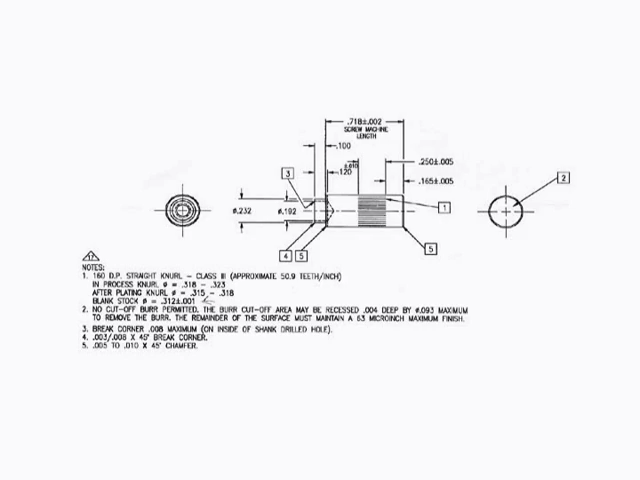 .718±.002
SCREW MACHINE
LENGTH
.100
3
±.010
.120
.250±.005
.165±.005
2
ø.232
ø.192
1
4
5
5
17
NOTES:
1. 160 D.P. STRAIGHT KNURL - CLASS III (APPROXIMATE 50.9 TEETH/INCH)
IN PROCESS KNURL ø = .318 - .323
AFTER PLATING KNURL ø = .315 - .318
BLANK STOCK ø = .312±.001
2. NO CUT-OFF BURR PERMITTED. THE BURR CUT-OFF AREA MAY BE RECESSED .004 DEEP BY ø.093 MAXIMUM
TO REMOVE THE BURR. THE REMAINDER OF THE SURFACE MUST MAINTAIN A 63 MICROINCH MAXIMUM FINISH.
3. BREAK CORNER .008 MAXIMUM (ON INSIDE OF SHANK DRILLED HOLE).
4. .003/.008 X 45° BREAK CORNER.
5. .005 TO .010 X 45° CHAMFER.